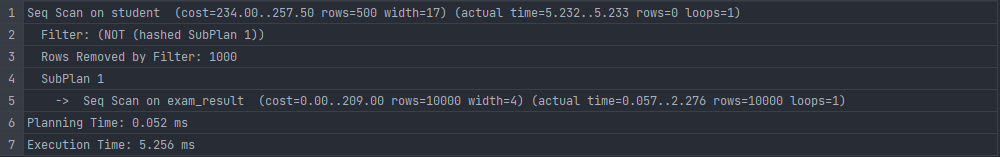 1 Seq Scan on student  (cost=234.00..257.50 rows=500 width=17) (actual time=5.232..5.233 rows=0 loops=1)
2   Filter: (NOT (hashed SubPlan 1))
3   Rows Removed by Filter: 1000
4   SubPlan 1
5     ->  Seq Scan on exam_result  (cost=0.00..209.00 rows=10000 width=4) (actual time=0.057..2.276 rows=10000 loops=1)
6 Planning Time: 0.052 ms
7 Execution Time: 5.256 ms